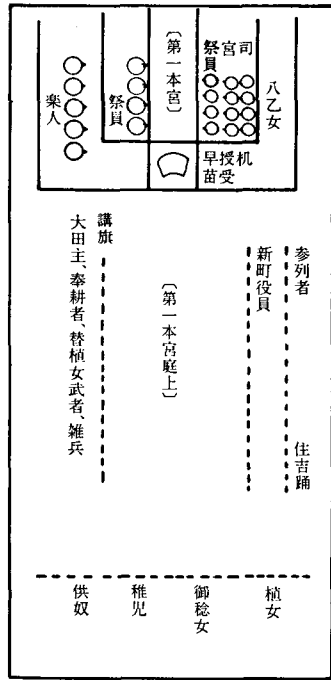 八乙女
宮司
祭員
〔第一本宮〕
祭員
楽人
早苗
授受
机
参列者
住吉踊
新町役員
〔第一本宮庭上〕
講旗
大田主、奉耕者、替植女武者、雑兵
植女
御稔女
稚児
供奴